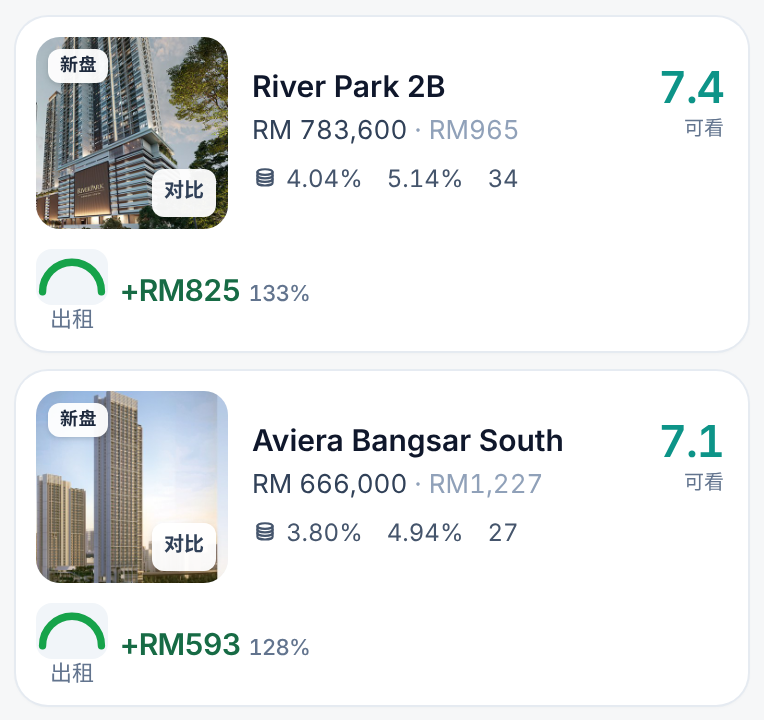 新盘
River Park 2B
7.4
RM 783,600 · RM965
可看
4.04% 5.14% 34
RIVERPARK
对比
+RM825 133%
出租
新盘
Aviera Bangsar South
7.1
RM 666,000 · RM1,227
可看
3.80% 4.94% 27
对比
+RM593 128%
出租